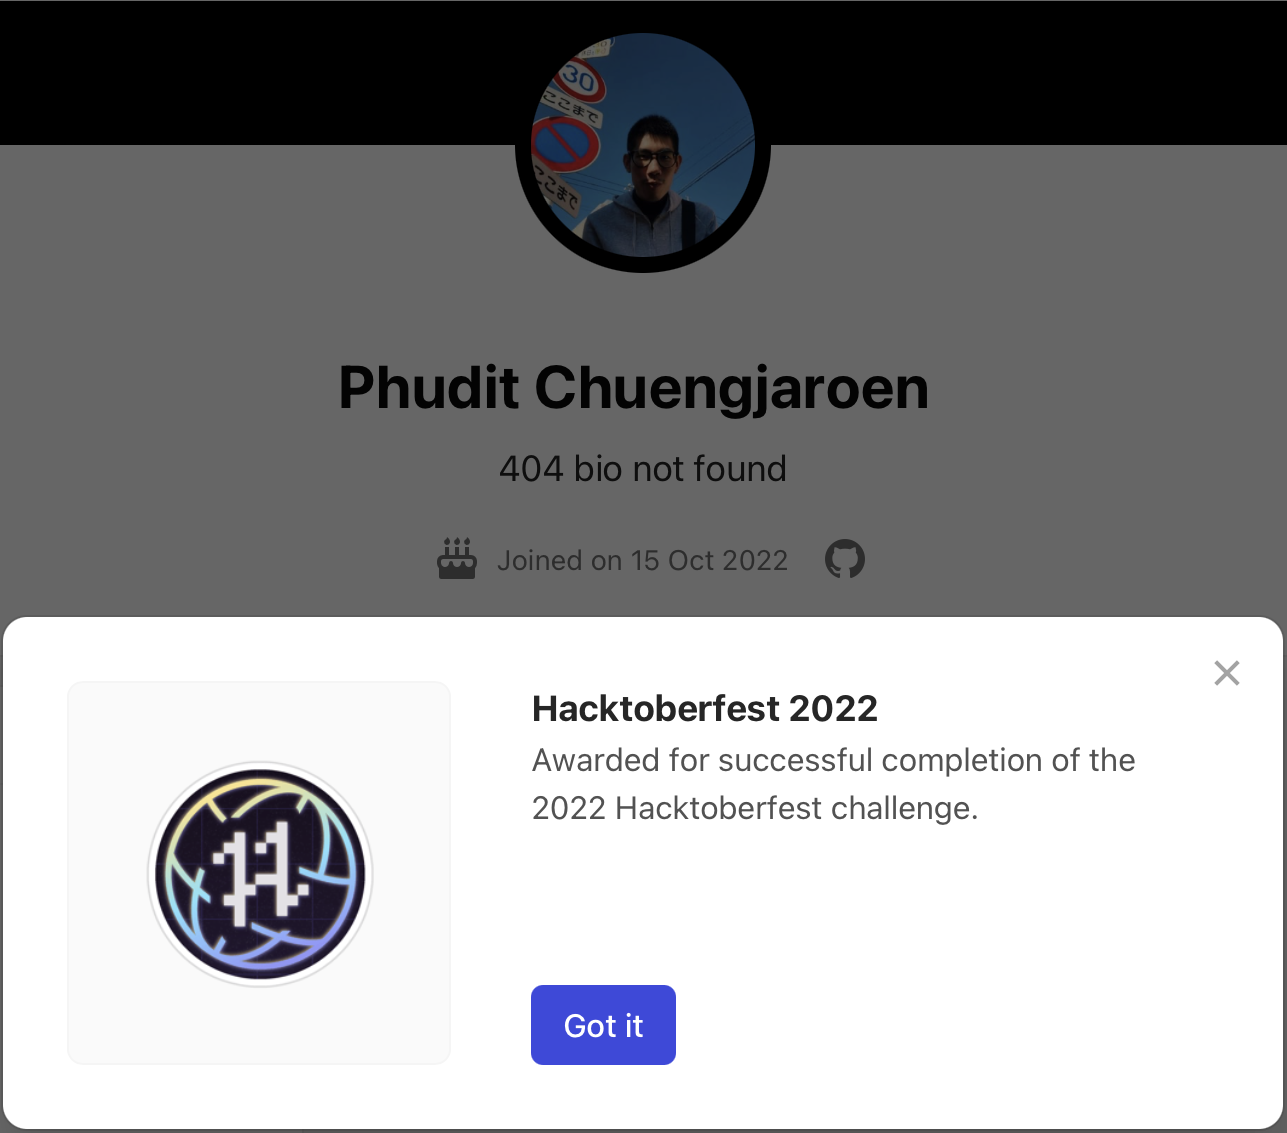 30
ここまで
ここまで
Phudit Chuengjaroen
404 bio not found
Joined on 15 Oct 2022
Hacktoberfest 2022
Awarded for successful completion of the
2022 Hacktoberfest challenge.
Got it